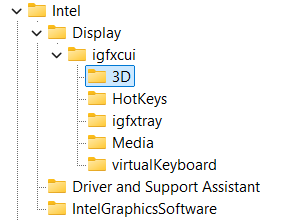 Intel
Display
igfxcui
3D
HotKeys
igfxtray
Media
virtualKeyboard
Driver and Support Assistant
IntelGraphicsSoftware